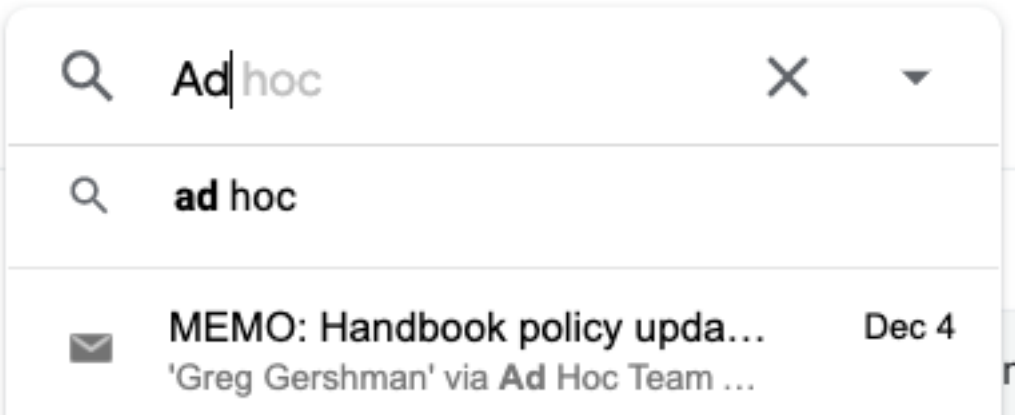 Ad hoc
ad hoc
MEMO: Handbook policy upda... Dec 4
'Greg Gershman' via Ad Hoc Team ...